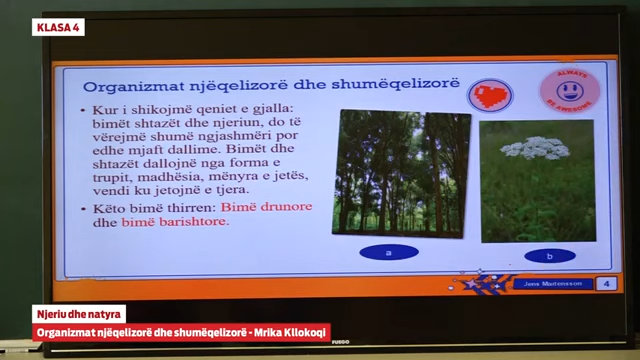 KLASA 4
Organizmat njëqelizorë dhe shumëqelizorë
ALWAYS
BE AWESOME
• Kur i shikojmë qeniet e gjalla:
bimët shtazët dhe njeriun, do të
vërejmë shumë ngjashmëri por
edhe mjaft dallime. Bimët dhe
shtazët dallojnë nga forma e
trupit, madhësia, mënyra e jetës,
vendi ku jetojnë e tjera.
• Këto bimë thirren: Bimë drunore
dhe bimë barishtore.
a
b
Jens Martensson
4
Njeriu dhe natyra
Organizmat njëqelizorë dhe shumëqelizorë - Mrika Kllokoqi
FUEGO